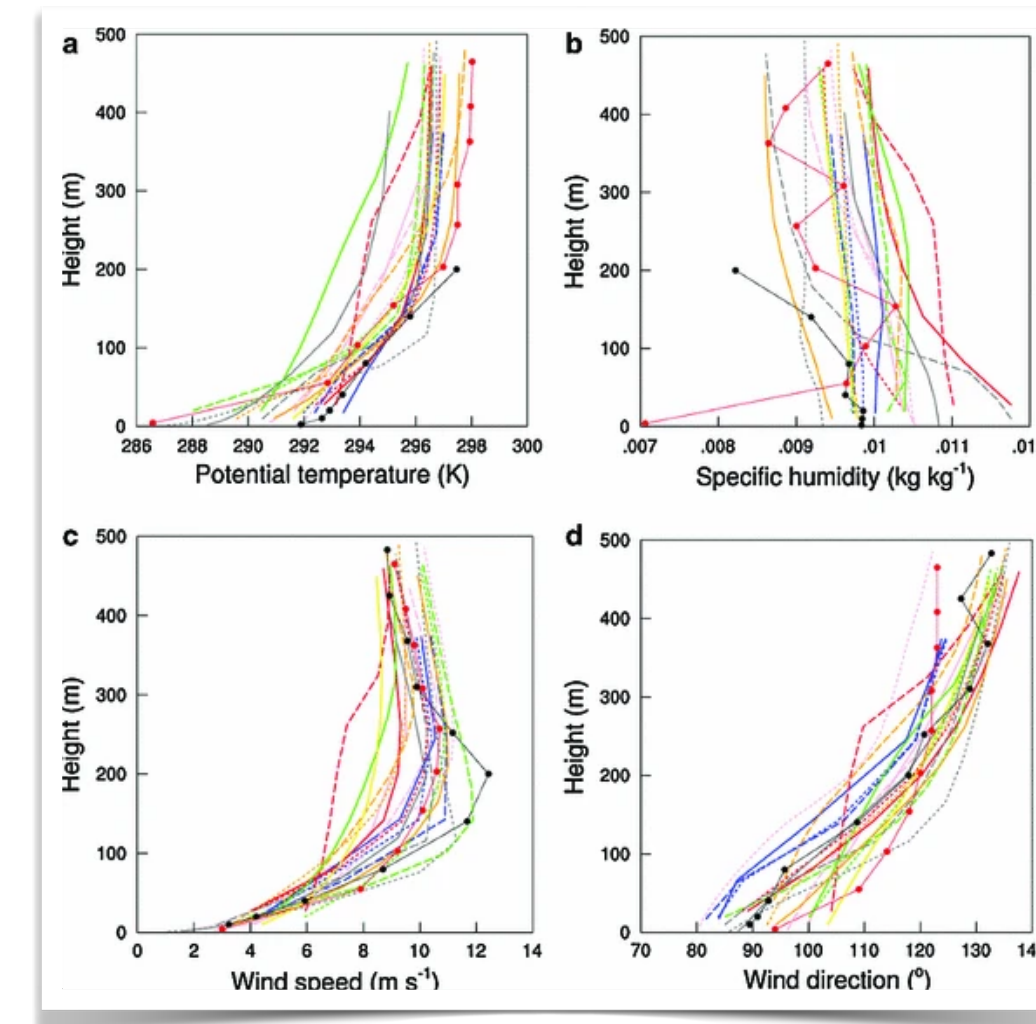 a
500
400
300
200
100
0
Height (m)
286 288 290 292 294 296 298 300
Potential temperature (K)
b
500
400
300
200
100
0
Height (m)
.007 .008 .009 .01 .011 .01
Specific humidity (kg kg⁻¹)
c
500
400
300
200
100
0
Height (m)
0 2 4 6 8 10 12 14
Wind speed (m s⁻¹)
d
500
400
300
200
100
0
Height (m)
70 80 90 100 110 120 130 14
Wind direction (º)